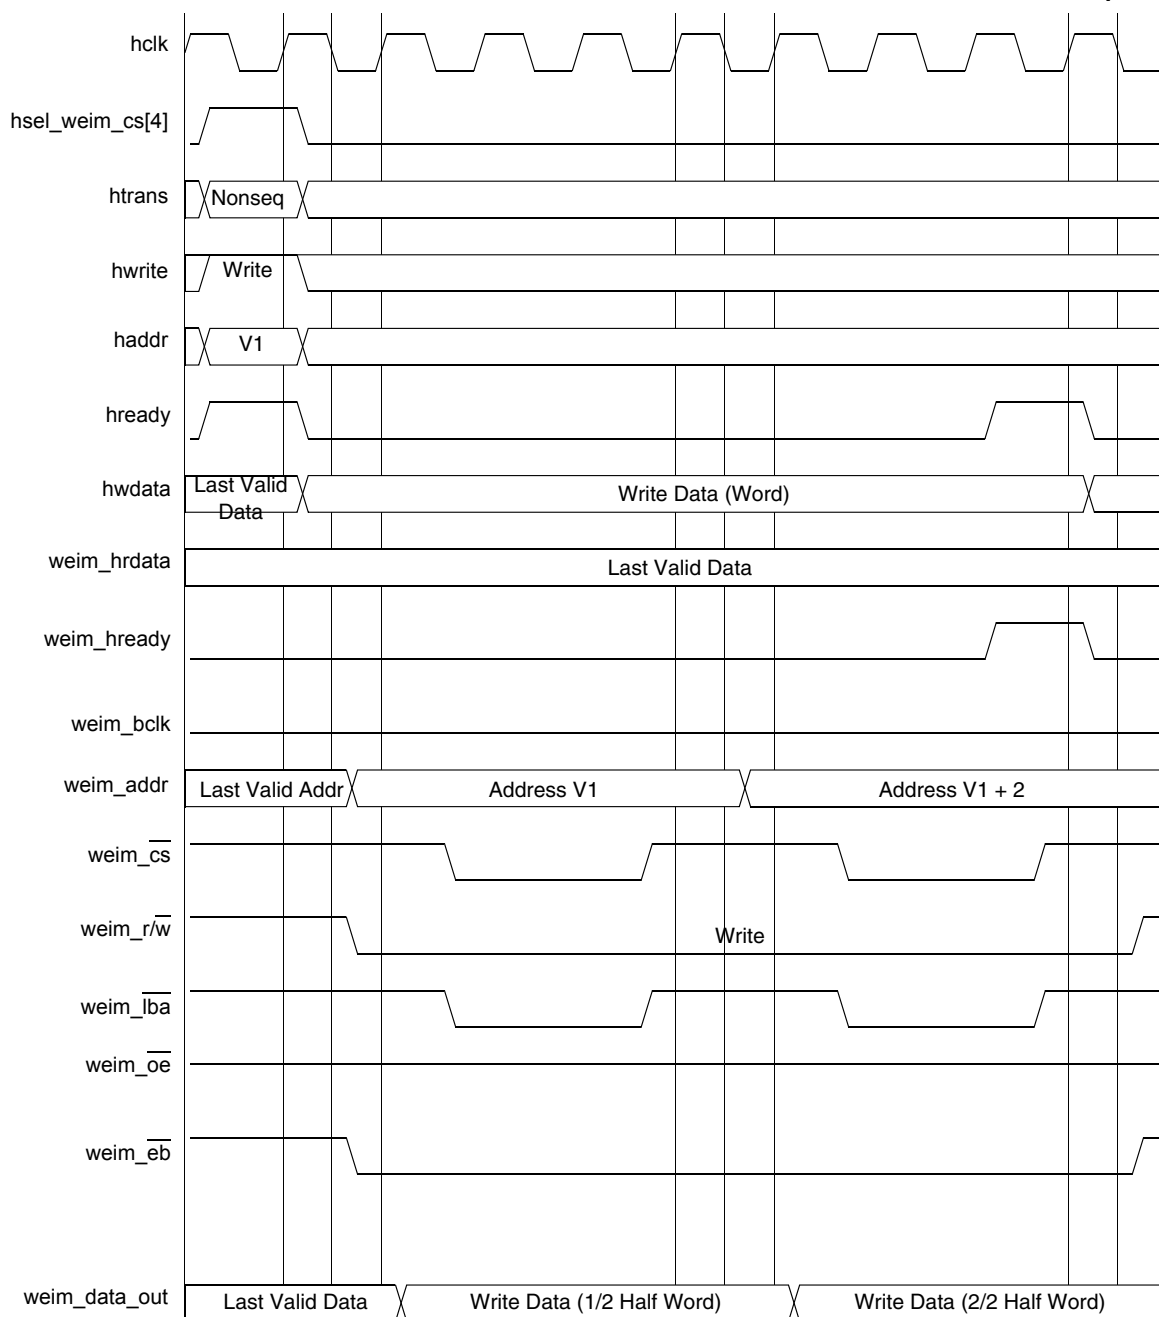 hclk
hsel_weim_cs[4]
htrans
Nonseq
hwrite
Write
haddr
V1
hready
hwdata
Last Valid
Data
Write Data (Word)
weim_hrdata
Last Valid Data
weim_hready
weim_bclk
weim_addr
Last Valid Addr
Address V1
Address V1 + 2
weim_cs
weim_r/w
Write
weim_lba
weim_oe
weim_eb
weim_data_out
Last Valid Data
Write Data (1/2 Half Word)
Write Data (2/2 Half Word)